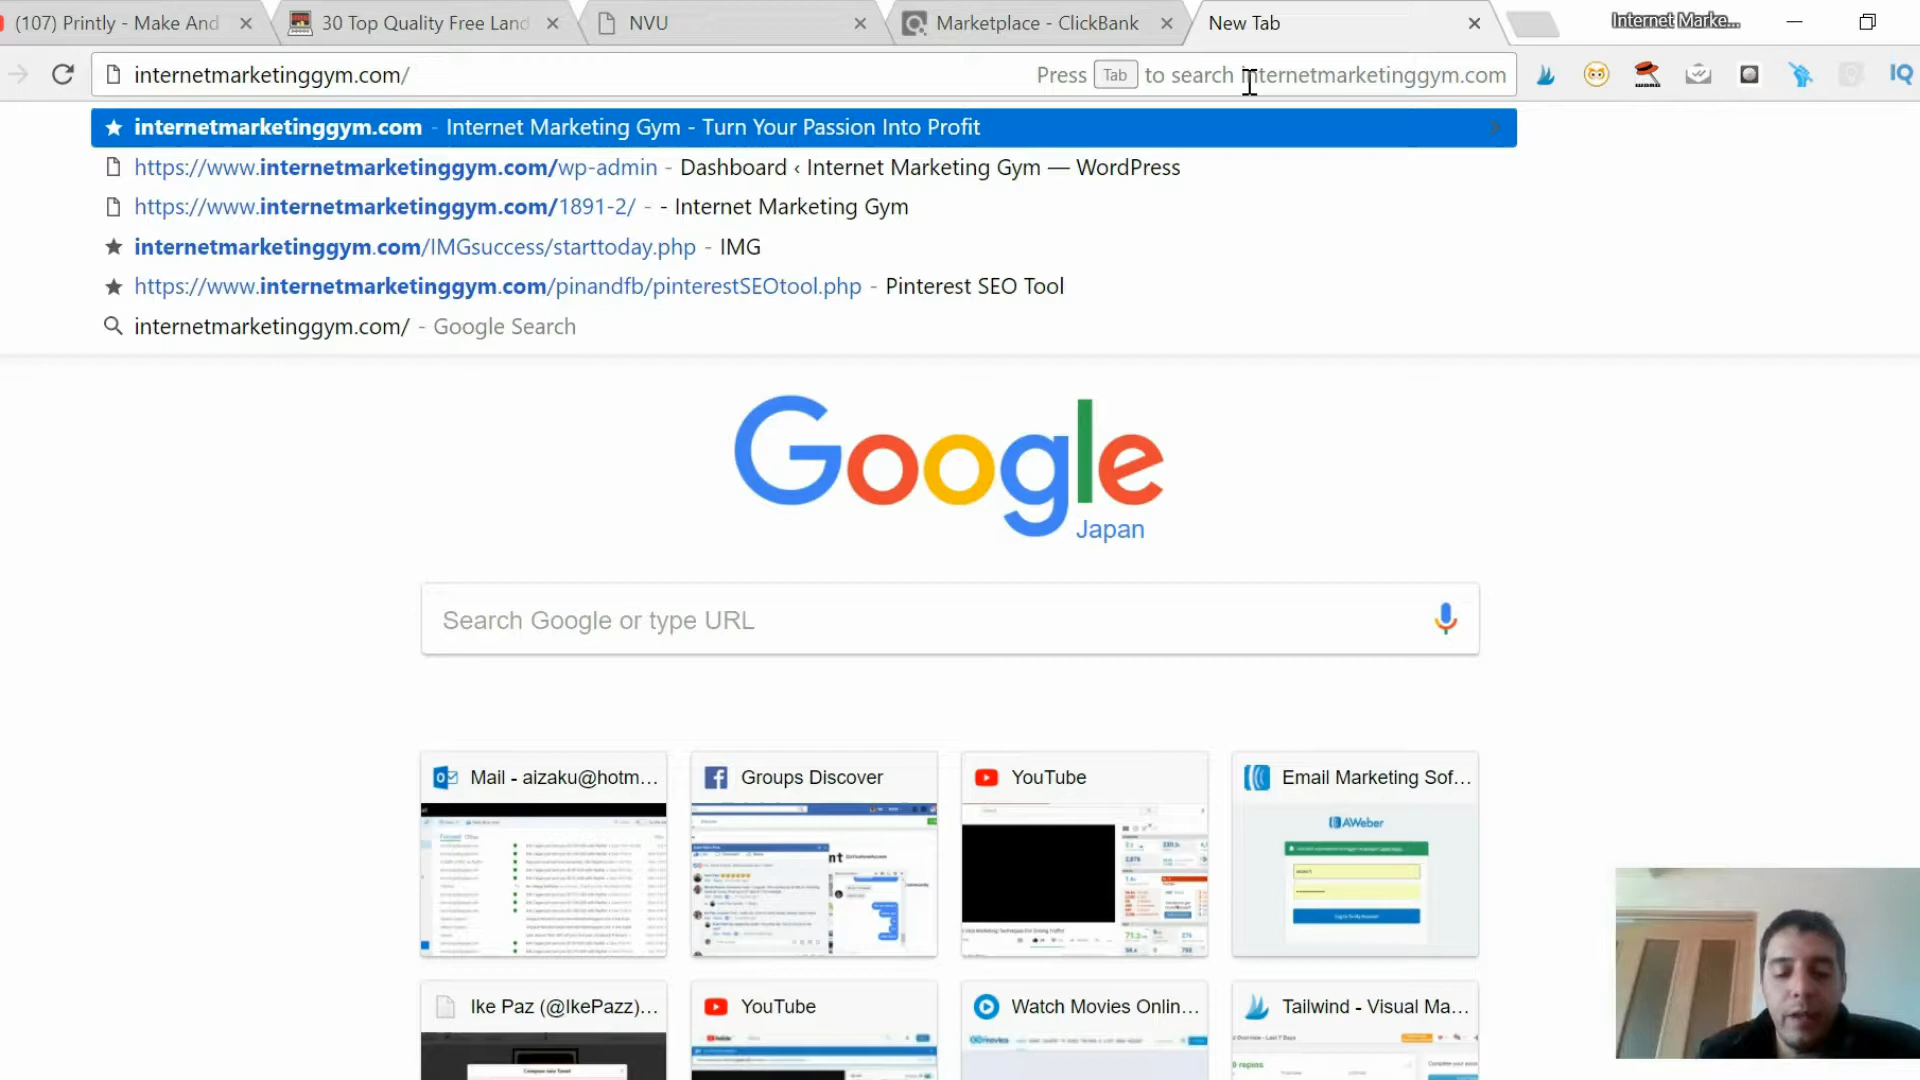 (107) Printly - Make And
30 Top Quality Free Land
NVU
Marketplace - ClickBank
New Tab
Internet Marke...
internetmarketinggym.com/
Press Tab to search internetmarketinggym.com
internetmarketinggym.com - Internet Marketing Gym - Turn Your Passion Into Profit
https://www.internetmarketinggym.com/wp-admin - Dashboard ‹ Internet Marketing Gym — WordPress
https://www.internetmarketinggym.com/1891-2/ - - Internet Marketing Gym
internetmarketinggym.com/IMGsuccess/starttoday.php - IMG
https://www.internetmarketinggym.com/pinandfb/pinterestSEOtool.php - Pinterest SEO Tool
internetmarketinggym.com/ - Google Search
Google
Japan
Search Google or type URL
Mail - aizaku@hotm...
Groups Discover
YouTube
Email Marketing Sof...
AWeber
Ike Paz (@IkePazz)...
YouTube
Watch Movies Onlin...
Tailwind - Visual Ma...